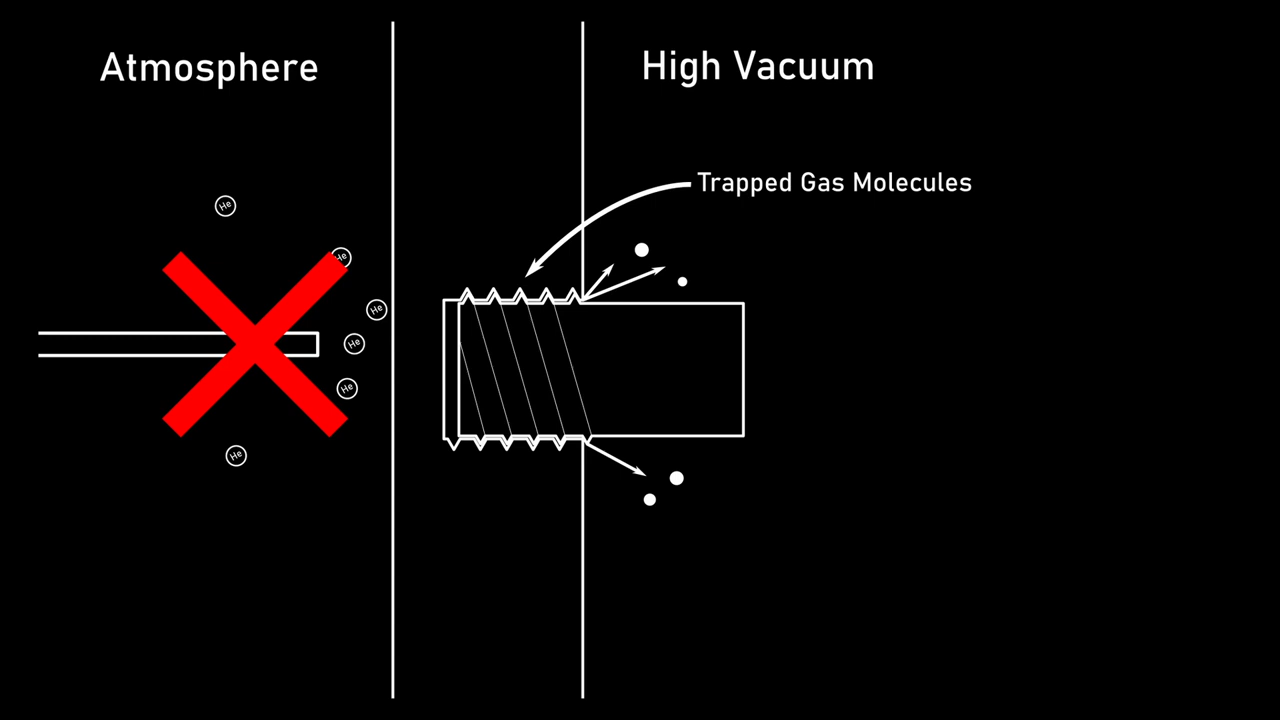 Atmosphere
High Vacuum
Trapped Gas Molecules
He
He
He
He
He
He